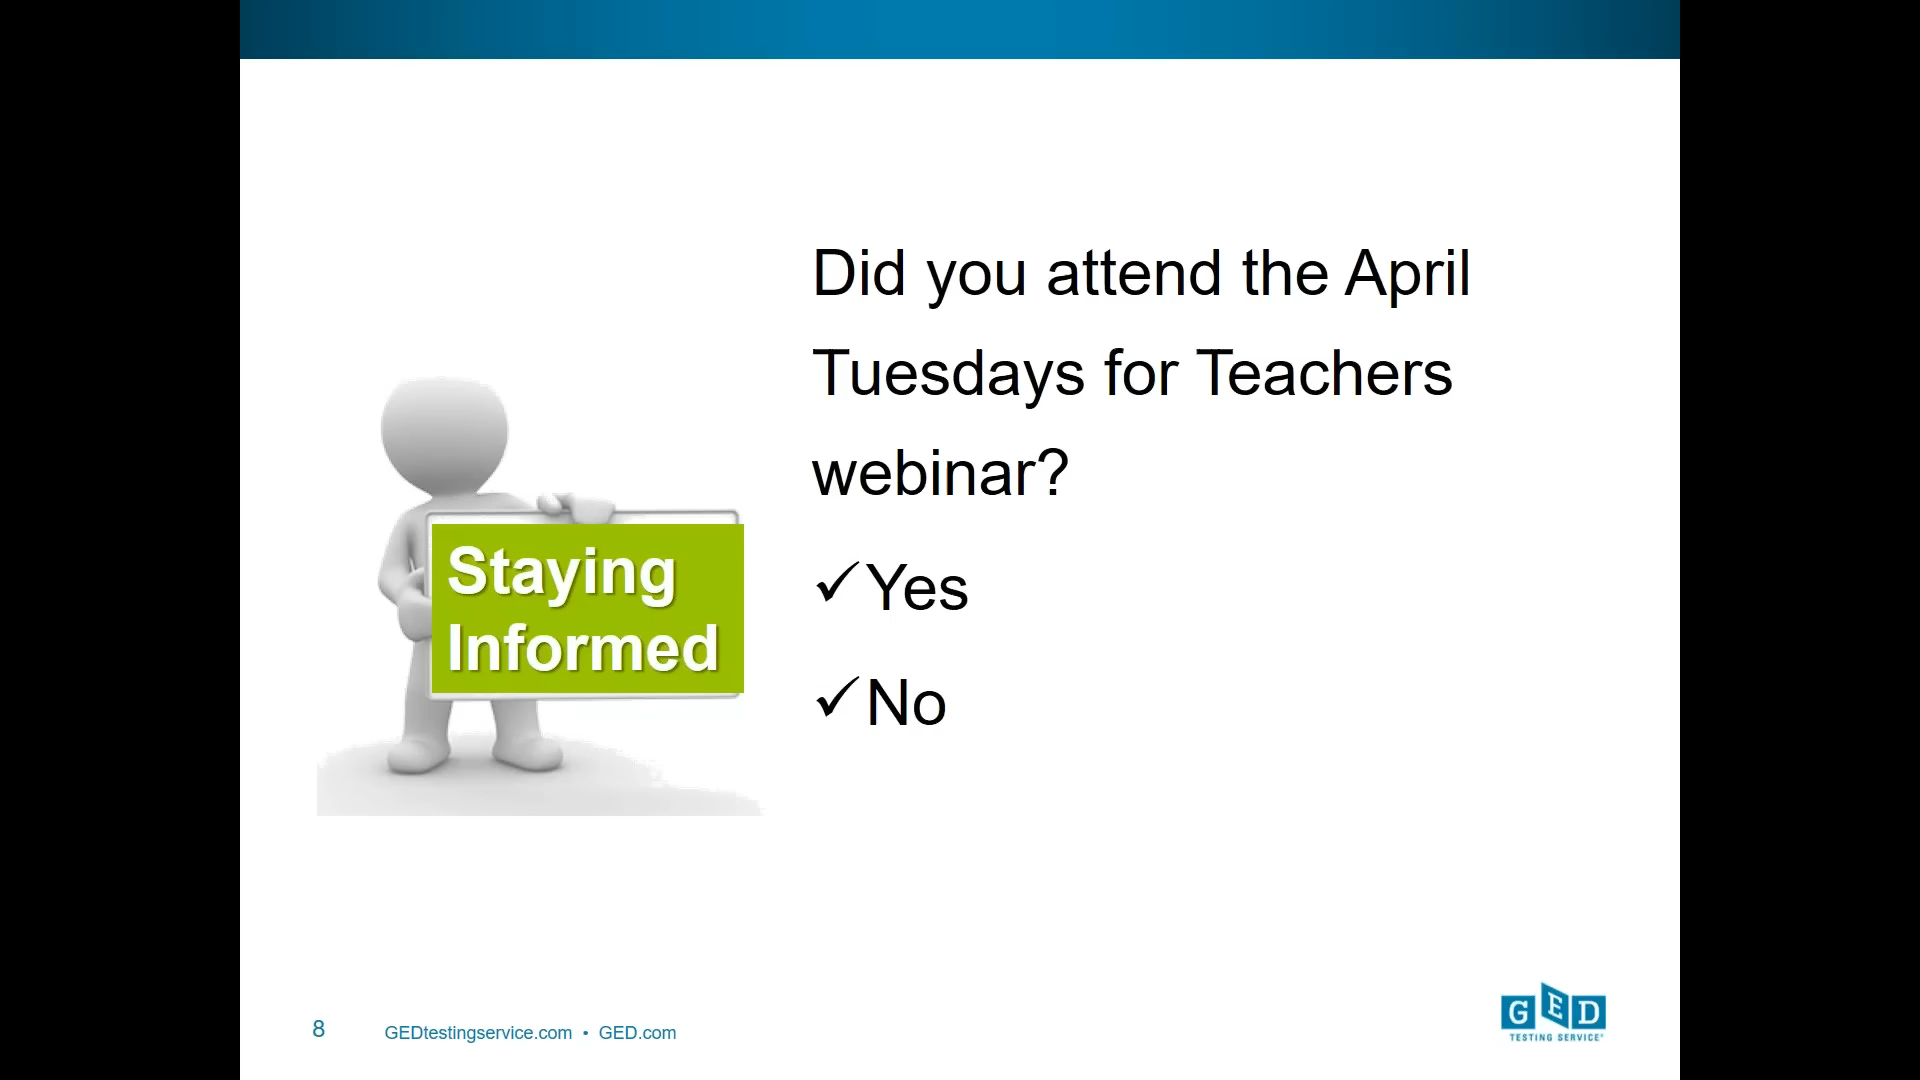 Did you attend the April
Tuesdays for Teachers
webinar?
✓Yes
✓No
Staying
Informed
8
GEDtestingservice.com • GED.com
GED
TESTING SERVICE®